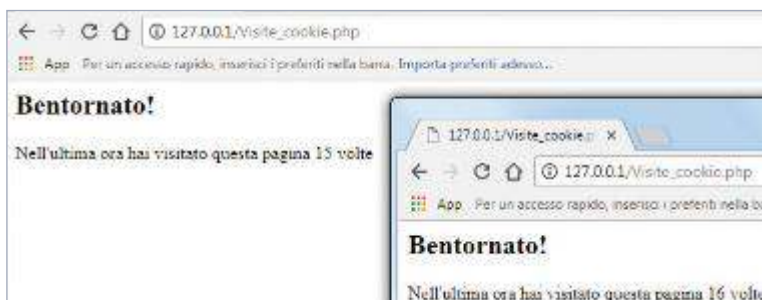 127.0.0.1/Visite_cookie.php
App Per un accesso rapido, inserisci i preferiti nella barra. Importa preferiti adesso...
Bentornato!
Nell'ultima ora hai visitato questa pagina 15 volte
127.0.0.1/Visite_cookie.p
127.0.0.1/Visite_cookie.php
App Per un accesso rapido, inserisci i preferiti nella ba
Bentornato!
Nell'ultima ora hai visitato questa pagina 16 volte